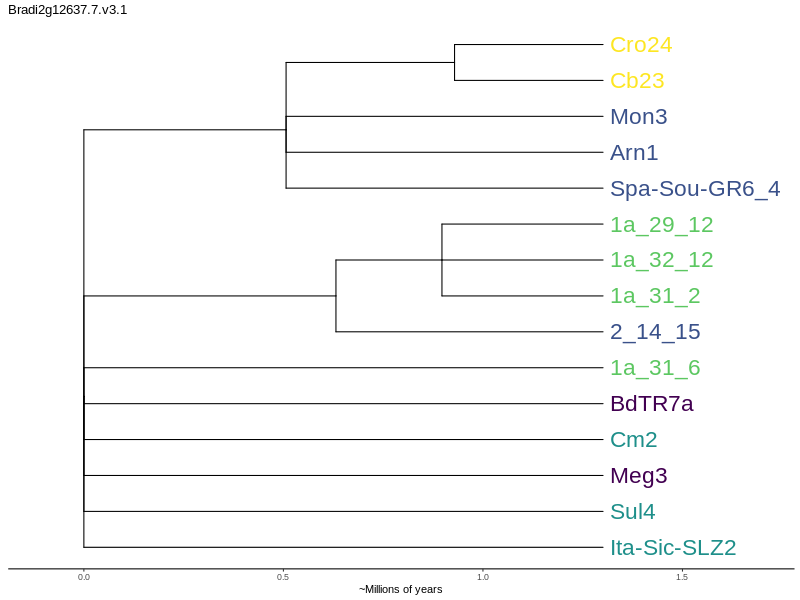 Bradi2g12637.7.v3.1
Cro24
Cb23
Mon3
Arn1
Spa-Sou-GR6_4
1a_29_12
1a_32_12
1a_31_2
2_14_15
1a_31_6
BdTR7a
Cm2
Meg3
Sul4
Ita-Sic-SLZ2
0.0 0.5 1.0 1.5
~Millions of years